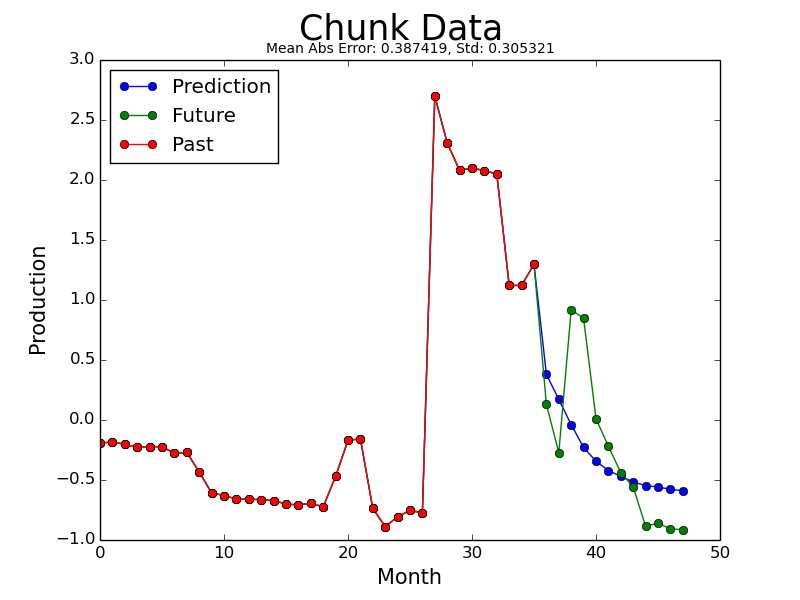 Chunk Data
Mean Abs Error: 0.387419, Std: 0.305321
Prediction
Future
Past
3.0
2.5
2.0
1.5
1.0
0.5
0.0
−0.5
−1.0
Production
0 10 20 30 40 50
Month